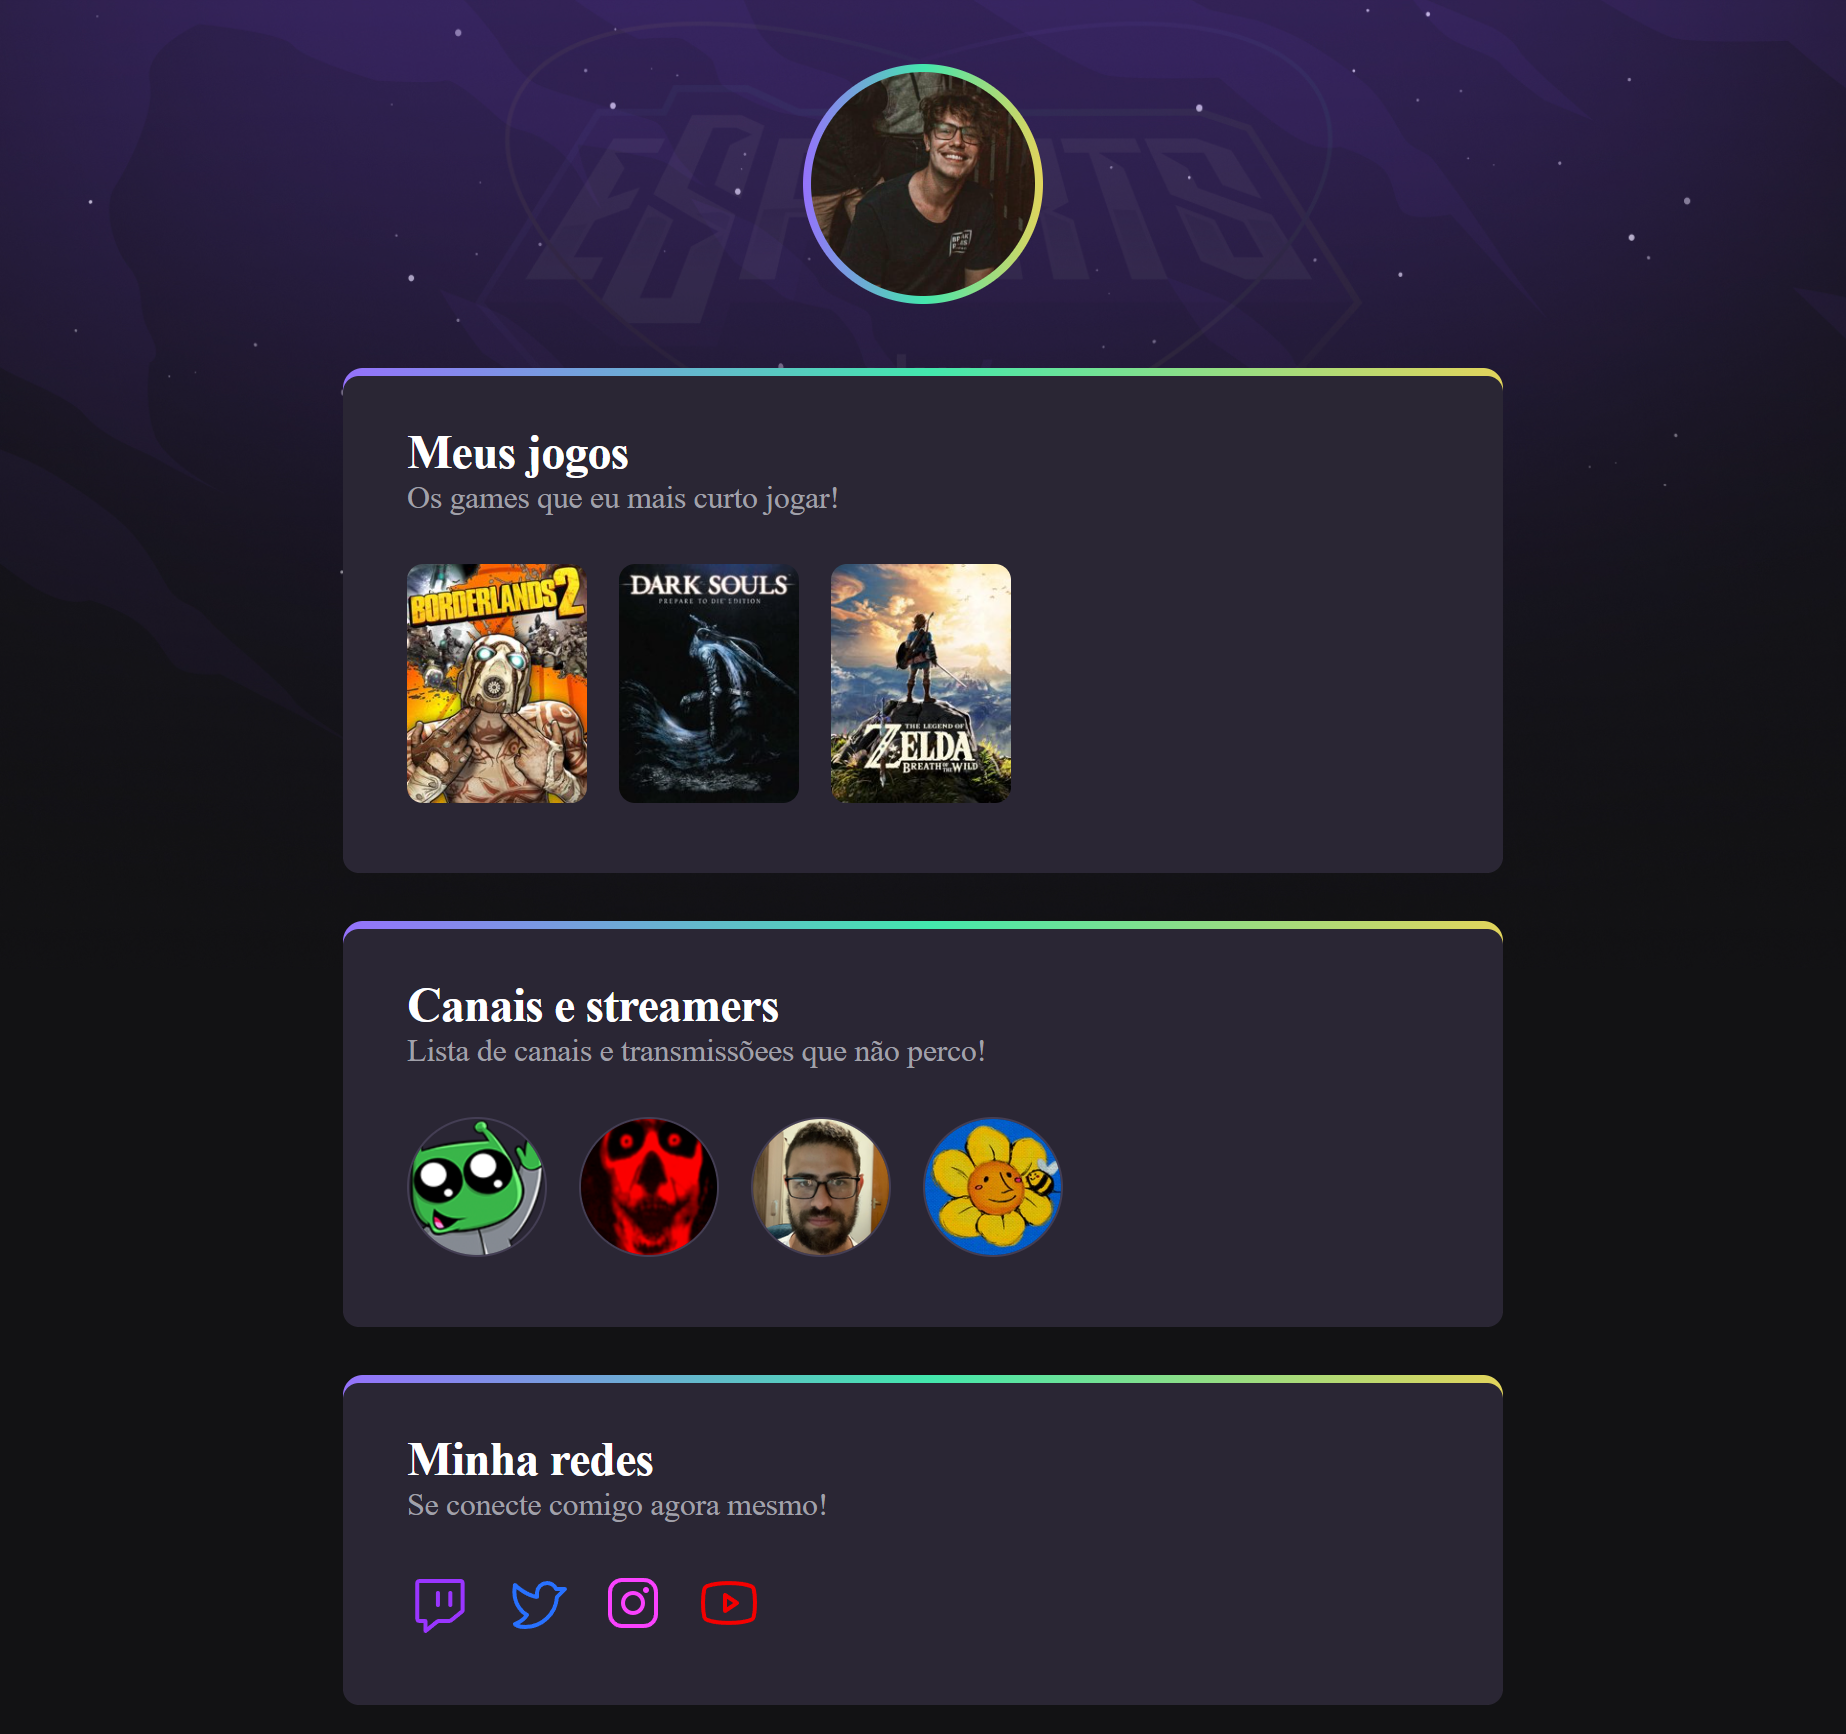 ESPORTS
Meus jogos
Os games que eu mais curto jogar!
BORDERLANDS 2
DARK SOULS
PREPARE TO DIE EDITION
THE LEGEND OF
ZELDA
BREATH OF THE WILD
Canais e streamers
Lista de canais e transmissõees que não perco!
Minha redes
Se conecte comigo agora mesmo!